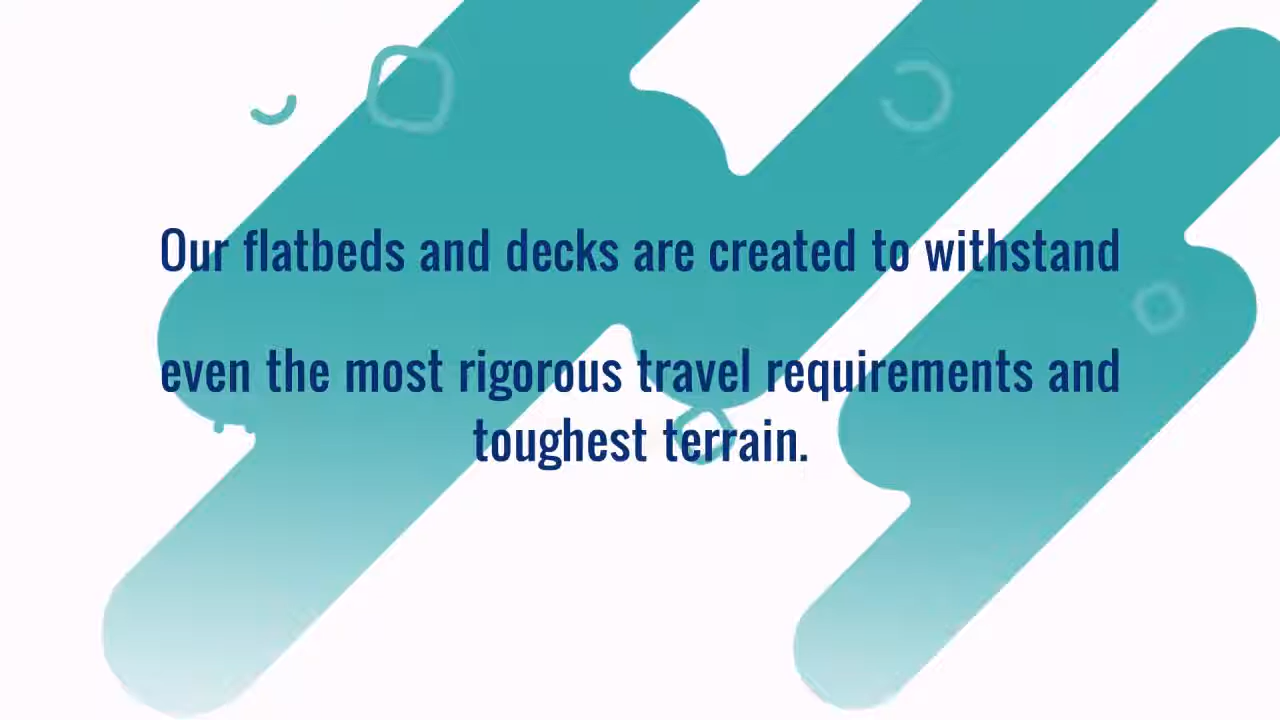 Our flatbeds and decks are created to withstand
even the most rigorous travel requirements and
toughest terrain.